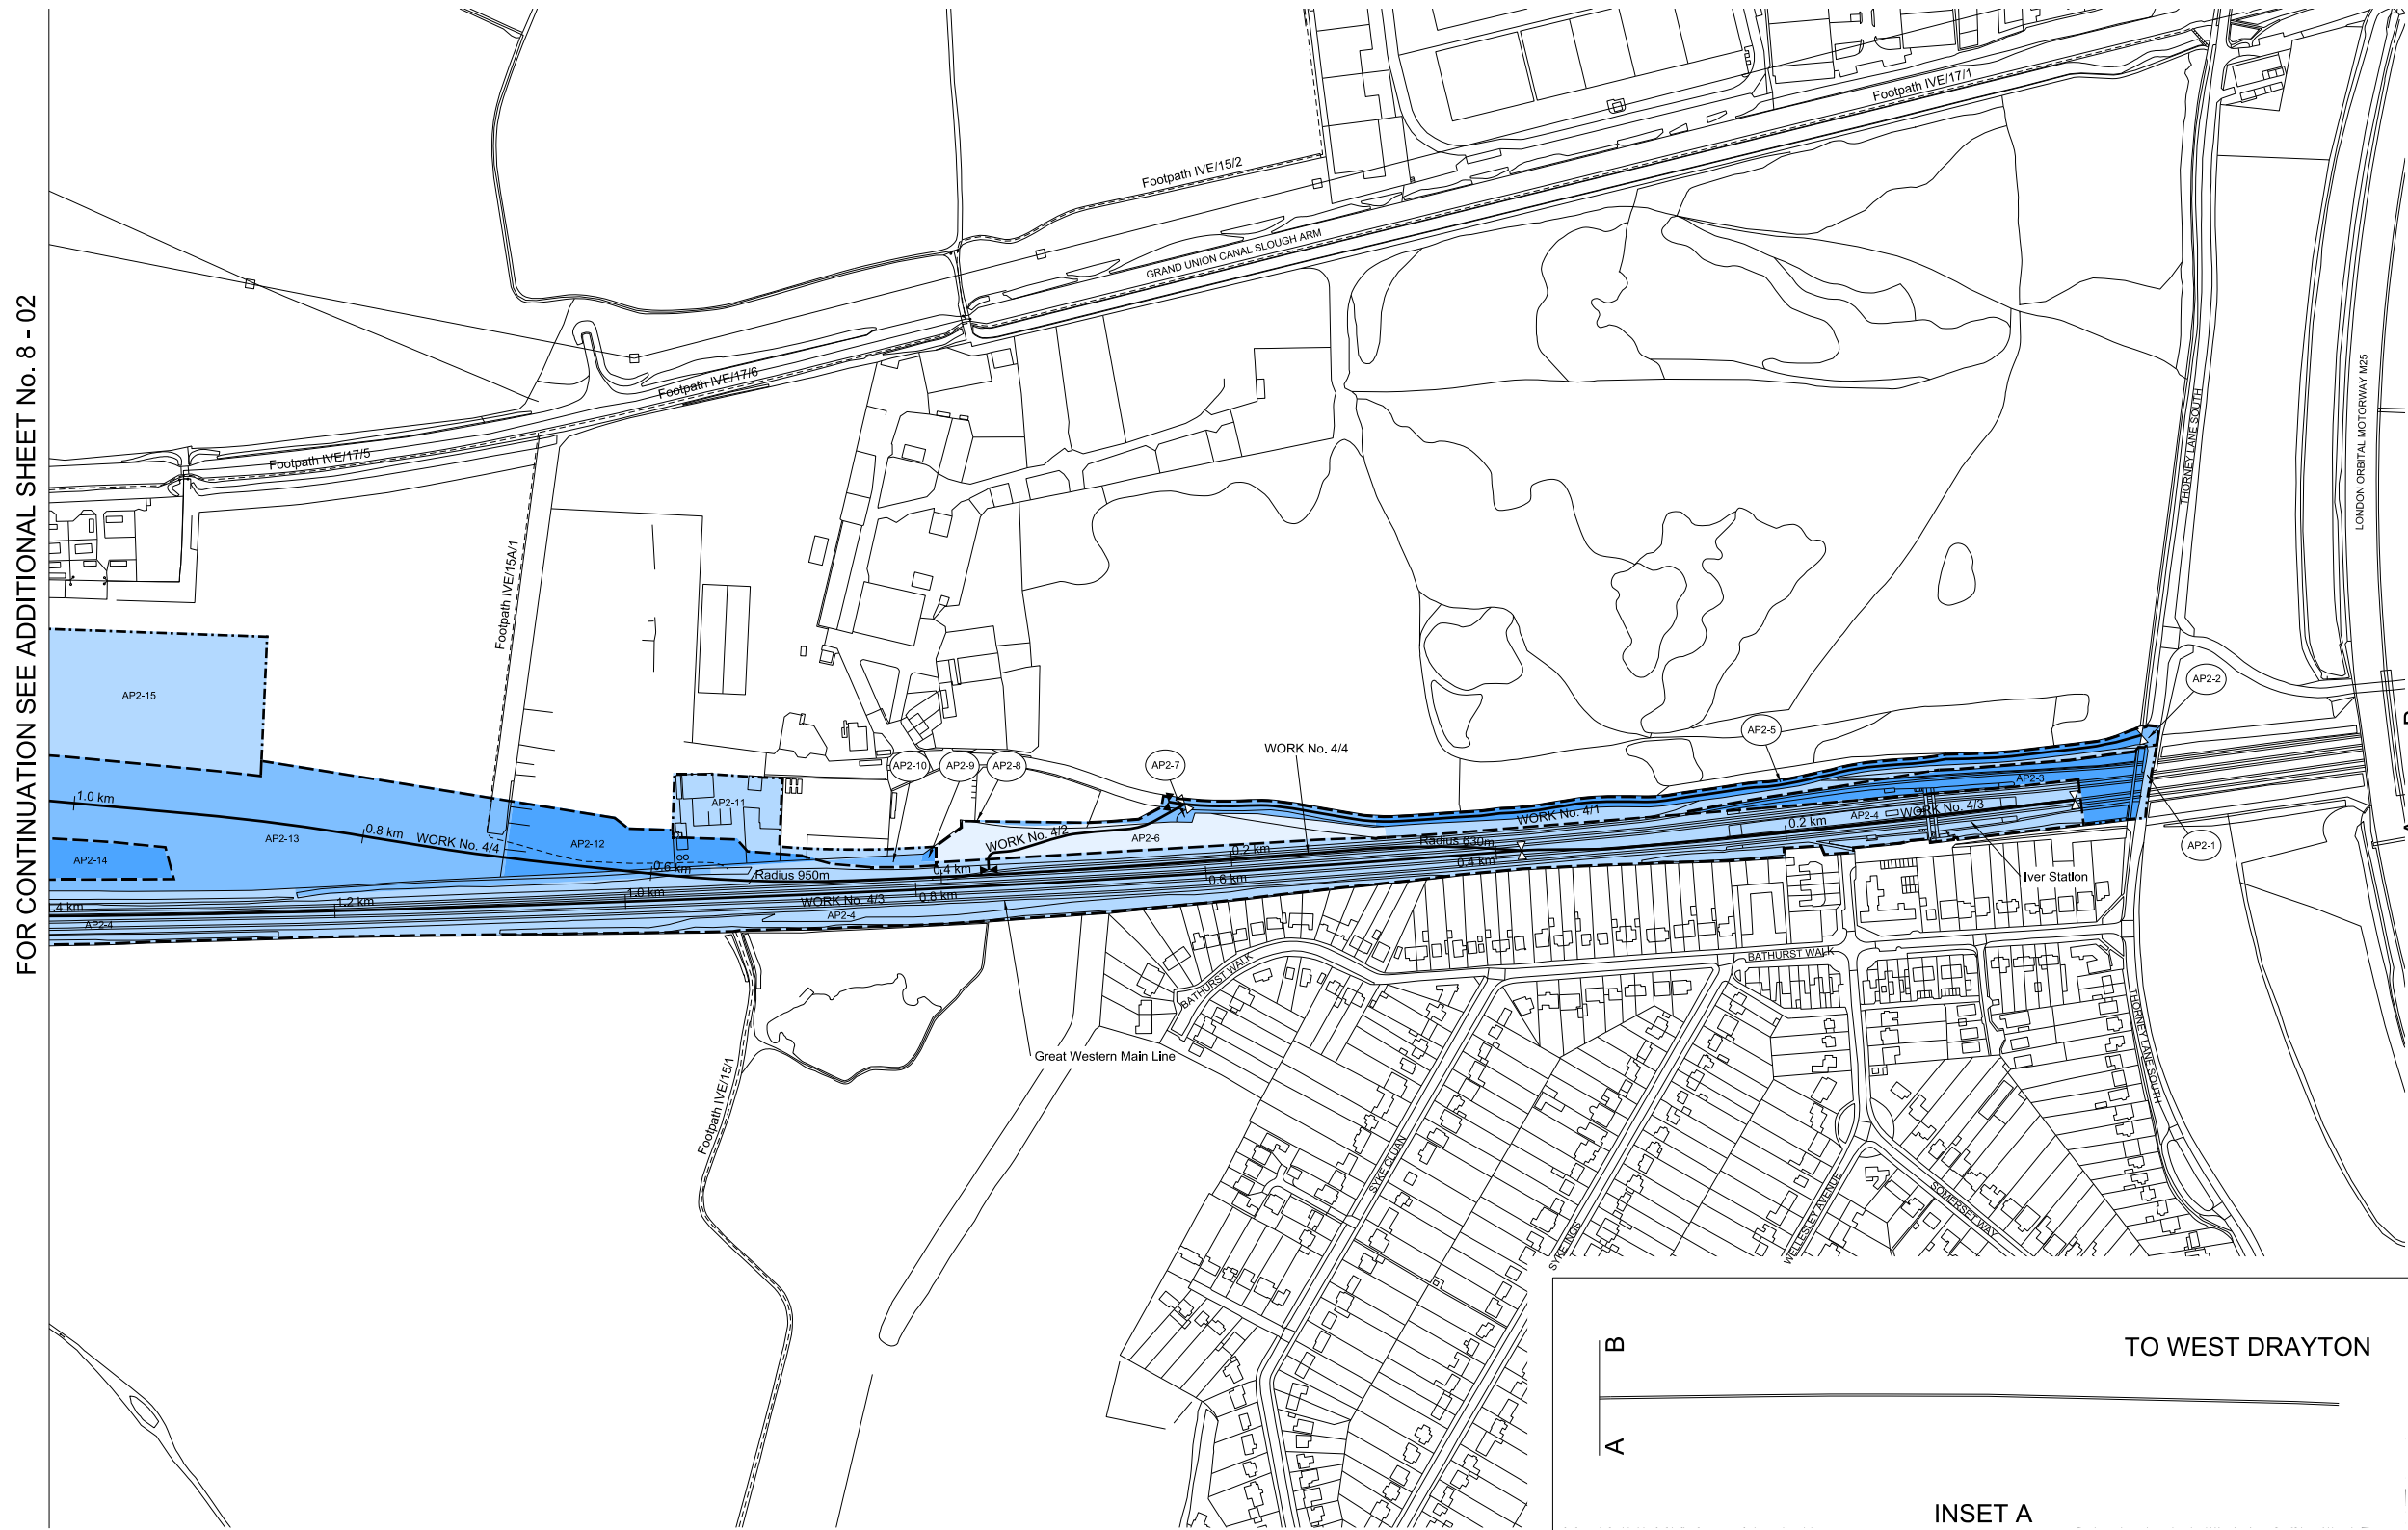 FOR CONTINUATION SEE ADDITIONAL SHEET No. 8 - 02
Footpath IVE/17/1
Footpath IVE/15/2
GRAND UNION CANAL SLOUGH ARM
Footpath IVE/17/6
Footpath IVE/17/5
Footpath IVE/15A/1
THORNEY LANE SOUTH
LONDON ORBITAL MOTORWAY M25
AP2-15
AP2-2
AP2-5
AP2-7
WORK No. 4/4
AP2-10
AP2-9
AP2-8
AP2-3
AP2-11
1.0 km
0.8 km
WORK No. 4/4
AP2-13
AP2-12
AP2-14
WORK No. 4/2
AP2-6
WORK No. 4/1
WORK No. 4/3
AP2-4
0.2 km
AP2-1
Radius 630m
0.2 km
0.4 km
0.6 km
Radius 950m
0.4 km
0.6 km
Iver Station
1.0 km
0.8 km
1.2 km
WORK No. 4/3
.4 km
AP2-4
AP2-4
BATHURST WALK
BATHURST WALK
Great Western Main Line
THORNEY LANE SOUTH
Footpath IVE/15/1
SYKE CLUAN
SYKE INGS
WELLESLEY AVENUE
SOMERSET WAY
B
TO WEST DRAYTON
A
INSET A